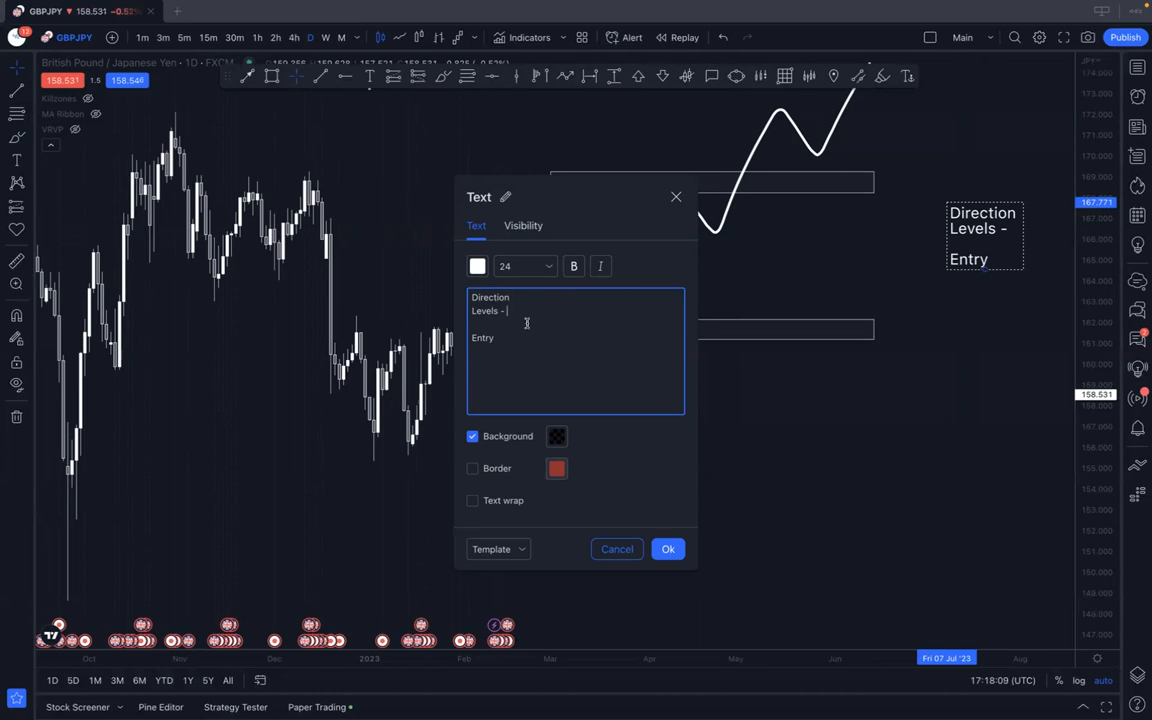 GBPJPY 158.531 −0.52%
12
GBPJPY
1m 3m 5m 15m 30m 1h 2h 4h D W M
Indicators
Alert
Replay
Main
Publish
British Pound / Japanese Yen · 1D · FXCM
158.531 1.5 158.546
Killzones
MA Ribbon
VRVP
JPY
174.000
173.000
172.000
171.000
170.000
169.000
167.771
167.000
166.000
165.000
164.000
163.000
162.000
161.000
160.000
159.000
158.531
158.000
157.000
156.000
155.000
154.000
153.000
152.000
151.000
150.000
149.000
148.000
147.000
Direction
Levels -
Entry
Text
Text Visibility
24 B I
Direction
Levels -
Entry
Background
Border
Text wrap
Template
Cancel
Ok
Oct Nov Dec 2023 Feb Mar Apr May Jun Fri 07 Jul '23 Aug
1D 5D 1M 3M 6M YTD 1Y 5Y All
17:18:09 (UTC) % log auto
Stock Screener Pine Editor Strategy Tester Paper Trading